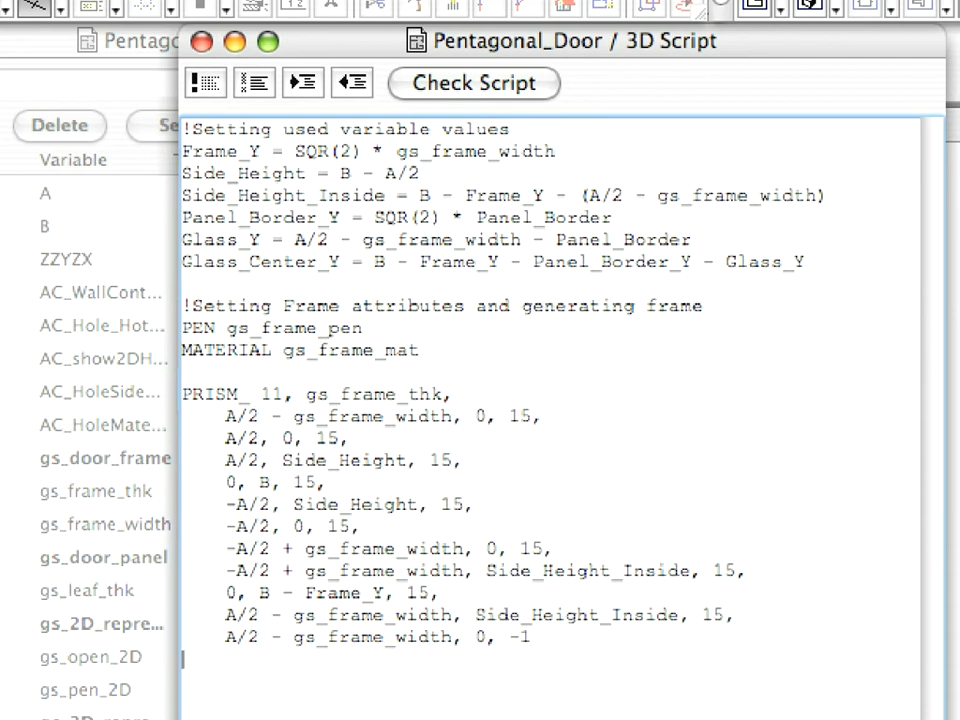 Pentago
Pentagonal_Door / 3D Script
Check Script
Delete
Se
Variable
A
B
ZZYZX
AC_WallCont...
AC_Hole_Hot...
AC_show2DH...
AC_HoleSide...
AC_HoleMate...
gs_door_frame
gs_frame_thk
gs_frame_width
gs_door_panel
gs_leaf_thk
gs_2D_repre...
gs_open_2D
gs_pen_2D
!Setting used variable values
Frame_Y = SQR(2) * gs_frame_width
Side_Height = B - A/2
Side_Height_Inside = B - Frame_Y - (A/2 - gs_frame_width)
Panel_Border_Y = SQR(2) * Panel_Border
Glass_Y = A/2 - gs_frame_width - Panel_Border
Glass_Center_Y = B - Frame_Y - Panel_Border_Y - Glass_Y
!Setting Frame attributes and generating frame
PEN gs_frame_pen
MATERIAL gs_frame_mat
PRISM_ 11, gs_frame_thk,
A/2 - gs_frame_width, 0, 15,
A/2, 0, 15,
A/2, Side_Height, 15,
0, B, 15,
-A/2, Side_Height, 15,
-A/2, 0, 15,
-A/2 + gs_frame_width, 0, 15,
-A/2 + gs_frame_width, Side_Height_Inside, 15,
0, B - Frame_Y, 15,
A/2 - gs_frame_width, Side_Height_Inside, 15,
A/2 - gs_frame_width, 0, -1